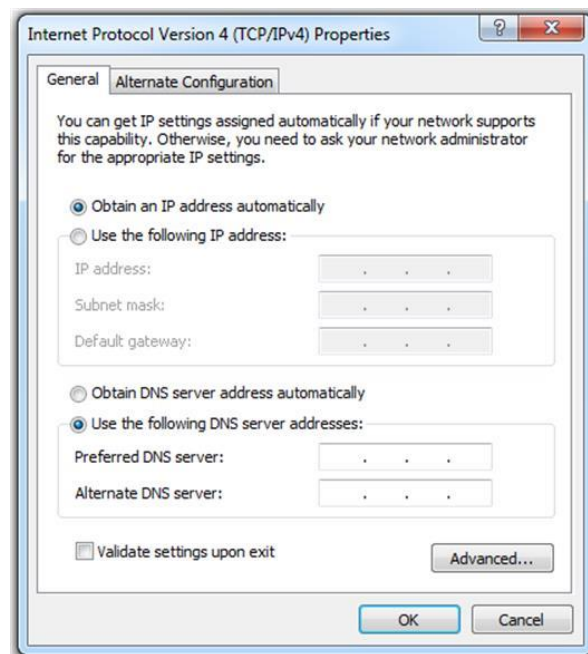 Internet Protocol Version 4 (TCP/IPv4) Properties
?
General
Alternate Configuration
You can get IP settings assigned automatically if your network supports
this capability. Otherwise, you need to ask your network administrator
for the appropriate IP settings.
Obtain an IP address automatically
Use the following IP address:
IP address: . . .
Subnet mask: . . .
Default gateway: . . .
Obtain DNS server address automatically
Use the following DNS server addresses:
Preferred DNS server: . . .
Alternate DNS server: . . .
Validate settings upon exit
Advanced...
OK
Cancel